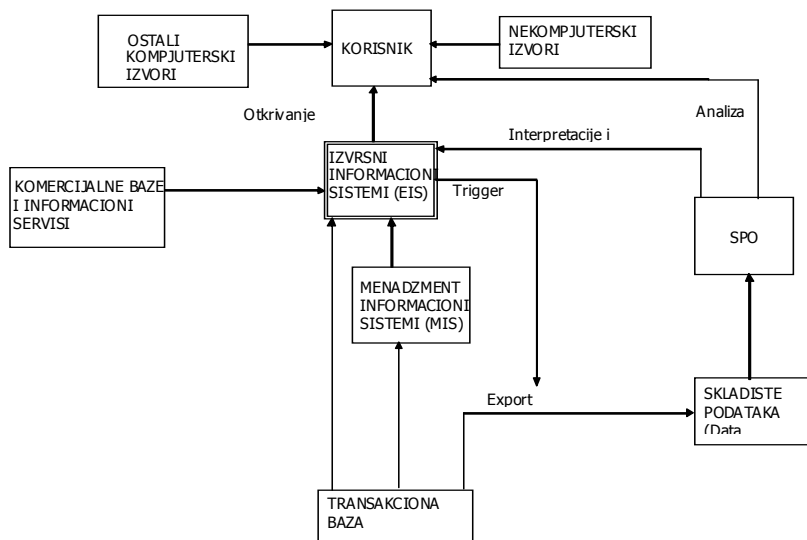 OSTALI
KOMPJUTERSKI
IZVORI
KORISNIK
NEKOMPJUTERSKI
IZVORI
Otkrivanje
Analiza
Interpretacije i
IZVRSNI
INFORMACIONI
SISTEMI (EIS)
Trigger
KOMERCIJALNE BAZE
I INFORMACIONI
SERVISI
SPO
MENADZMENT
INFORMACIONI
SISTEMI (MIS)
Export
SKLADISTE
PODATAKA
(Data
TRANSAKCIONA
BAZA